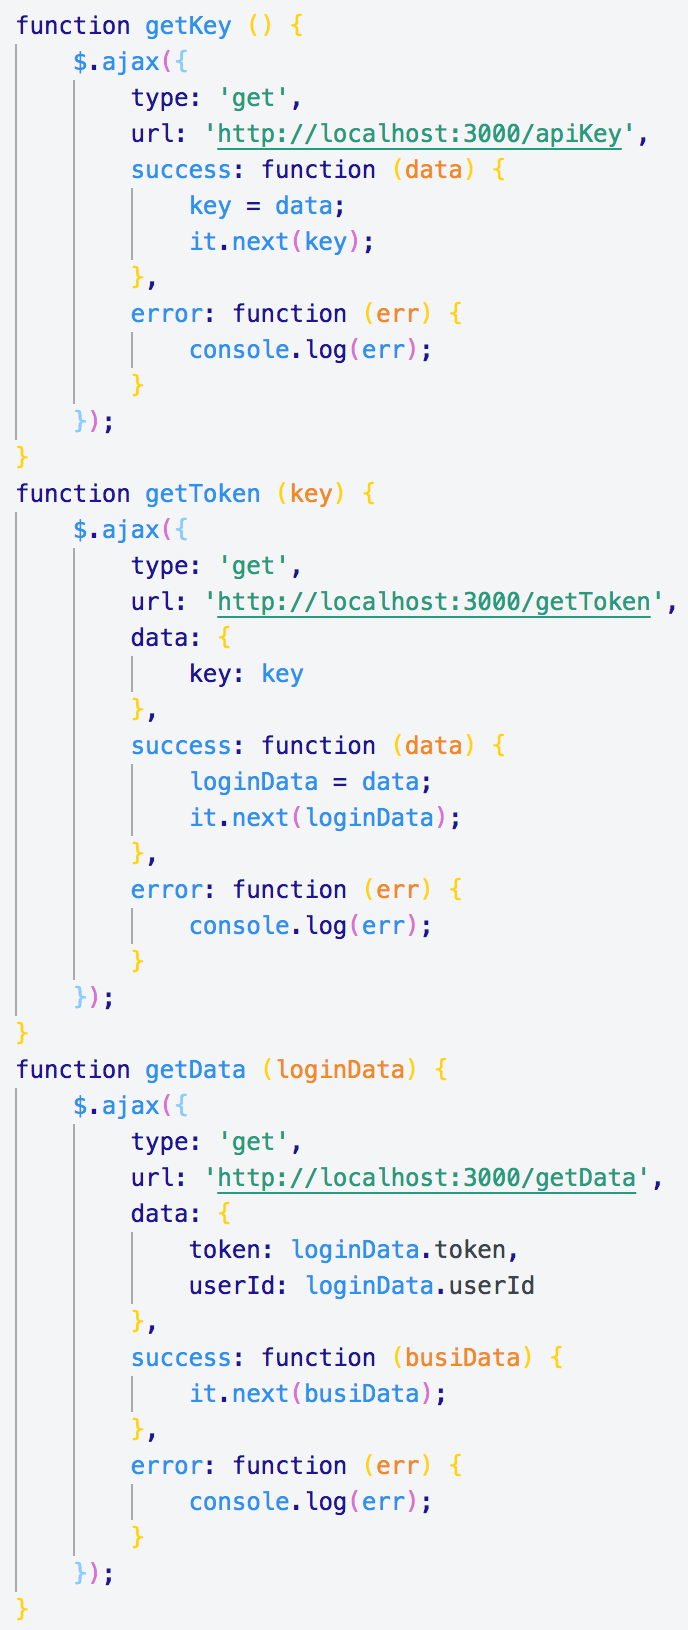 function getKey () {
    $.ajax({
        type: 'get',
        url: 'http://localhost:3000/apiKey',
        success: function (data) {
            key = data;
            it.next(key);
        },
        error: function (err) {
            console.log(err);
        }
    });
}
function getToken (key) {
    $.ajax({
        type: 'get',
        url: 'http://localhost:3000/getToken',
        data: {
            key: key
        },
        success: function (data) {
            loginData = data;
            it.next(loginData);
        },
        error: function (err) {
            console.log(err);
        }
    });
}
function getData (loginData) {
    $.ajax({
        type: 'get',
        url: 'http://localhost:3000/getData',
        data: {
            token: loginData.token,
            userId: loginData.userId
        },
        success: function (busiData) {
            it.next(busiData);
        },
        error: function (err) {
            console.log(err);
        }
    });
}